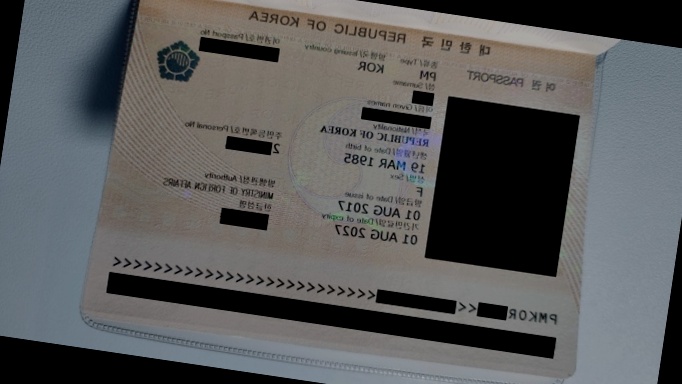 대한민국 REPUBLIC OF KOREA
여권 PASSPORT
종류/Type 발행국/Issuing country 여권번호/Passport No
PM KOR
성/Surname
이름/Given names
국적/Nationality
REPUBLIC OF KOREA
생년월일/Date of birth 주민등록번호/Personal No
19 MAR 1985 2
성별/Sex 발행관청/Authority
F MINISTRY OF FOREIGN AFFAIRS
발급일/Date of issue 한글성명
01 AUG 2017
기간만료일/Date of expiry
01 AUG 2027
PMKOR <<